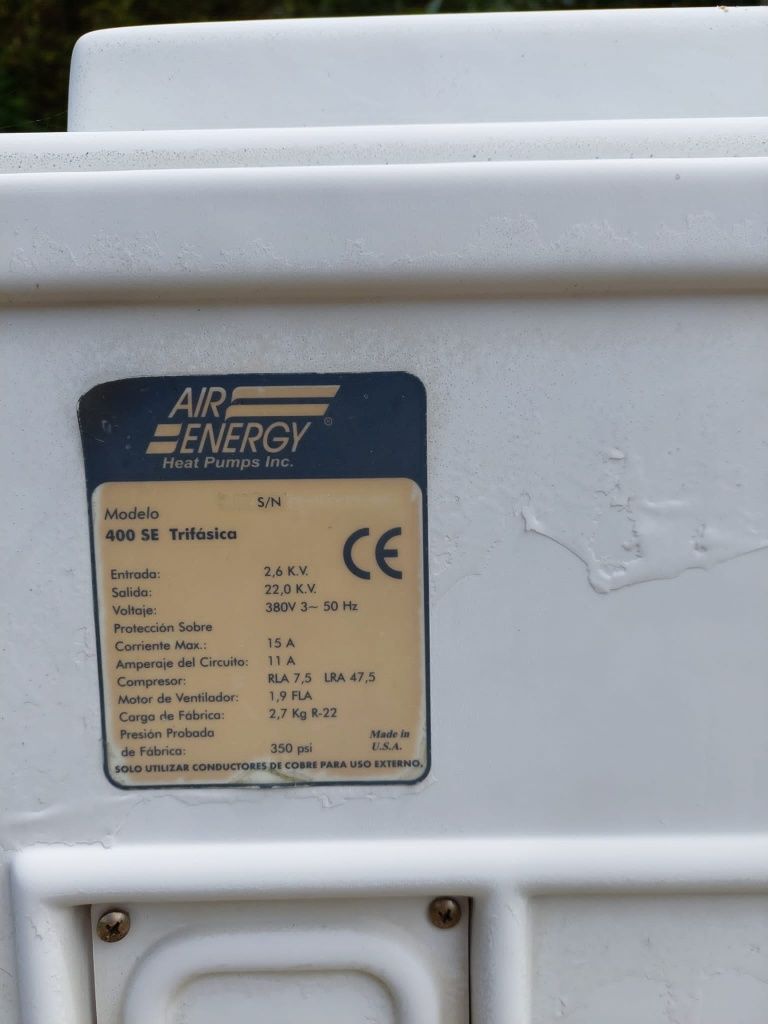 AIR
ENERGY®
Heat Pumps Inc.
S/N
Modelo
400 SE Trifásica
CE
Entrada: 2,6 K.V.
Salida: 22,0 K.V.
Voltaje: 380V 3~ 50 Hz
Protección Sobre
Corriente Max.: 15 A
Amperaje del Circuito: 11 A
Compresor: RLA 7,5 LRA 47,5
Motor de Ventilador: 1,9 FLA
Carga de Fábrica: 2,7 Kg R-22
Presión Probada
de Fábrica: 350 psi
Made in
U.S.A.
SOLO UTILIZAR CONDUCTORES DE COBRE PARA USO EXTERNO.